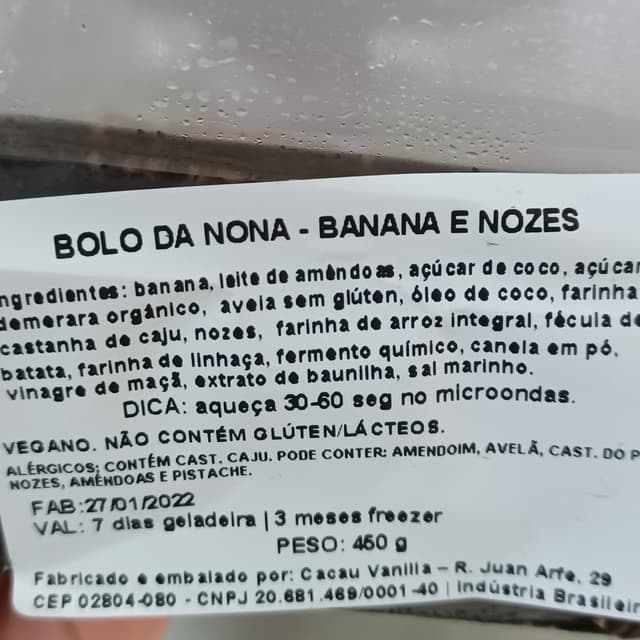 BOLO DA NONA - BANANA E NOZES
ngredientes: banana, leite de amêndoas, açúcar de coco, açúcar
demerara orgânico, aveia sem glúten, óleo de coco, farinha
castanha de caju, nozes, farinha de arroz integral, fécula de
batata, farinha de linhaça, fermento químico, canela em pó,
vinagre de maçã, extrato de baunilha, sal marinho.
DICA: aqueça 30-60 seg no microondas.
VEGANO. NÃO CONTÉM GLÚTEN/LÁCTEOS.
ALÉRGICOS: CONTÉM CAST. CAJU. PODE CONTER: AMENDOIM, AVELÃ, CAST. DO P
NOZES, AMÊNDOAS E PISTACHE.
FAB:27/01/2022
VAL: 7 dias geladeira | 3 meses freezer
PESO: 450 g
Fabricado e embalado por: Cacau Vanilla - R. Juan Arfe, 29
CEP 02804-080 - CNPJ 20.681.469/0001-40 | Indústria Brasileir